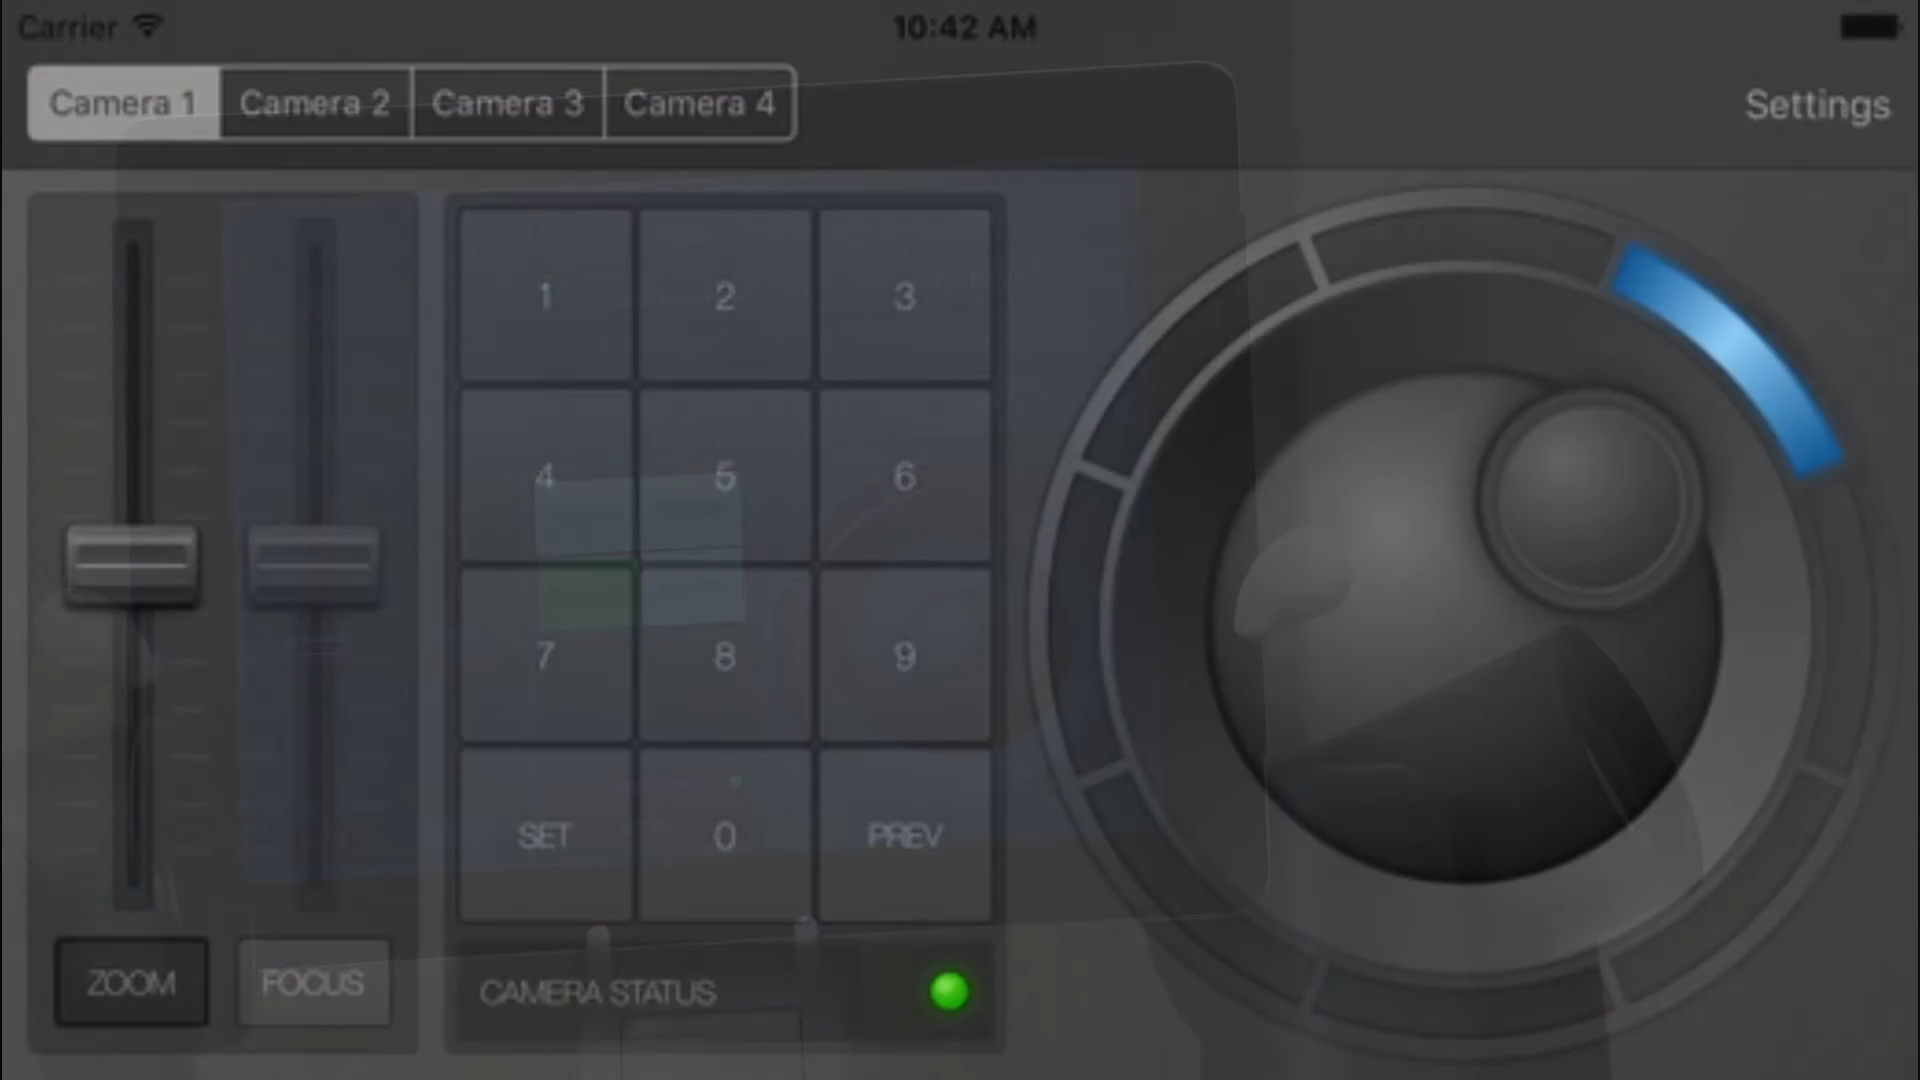 Carrier 10:42 AM
Camera 1 Camera 2 Camera 3 Camera 4 Settings
1 2 3
4 5 6
7 8 9
SET 0 PREV
ZOOM FOCUS
CAMERA STATUS